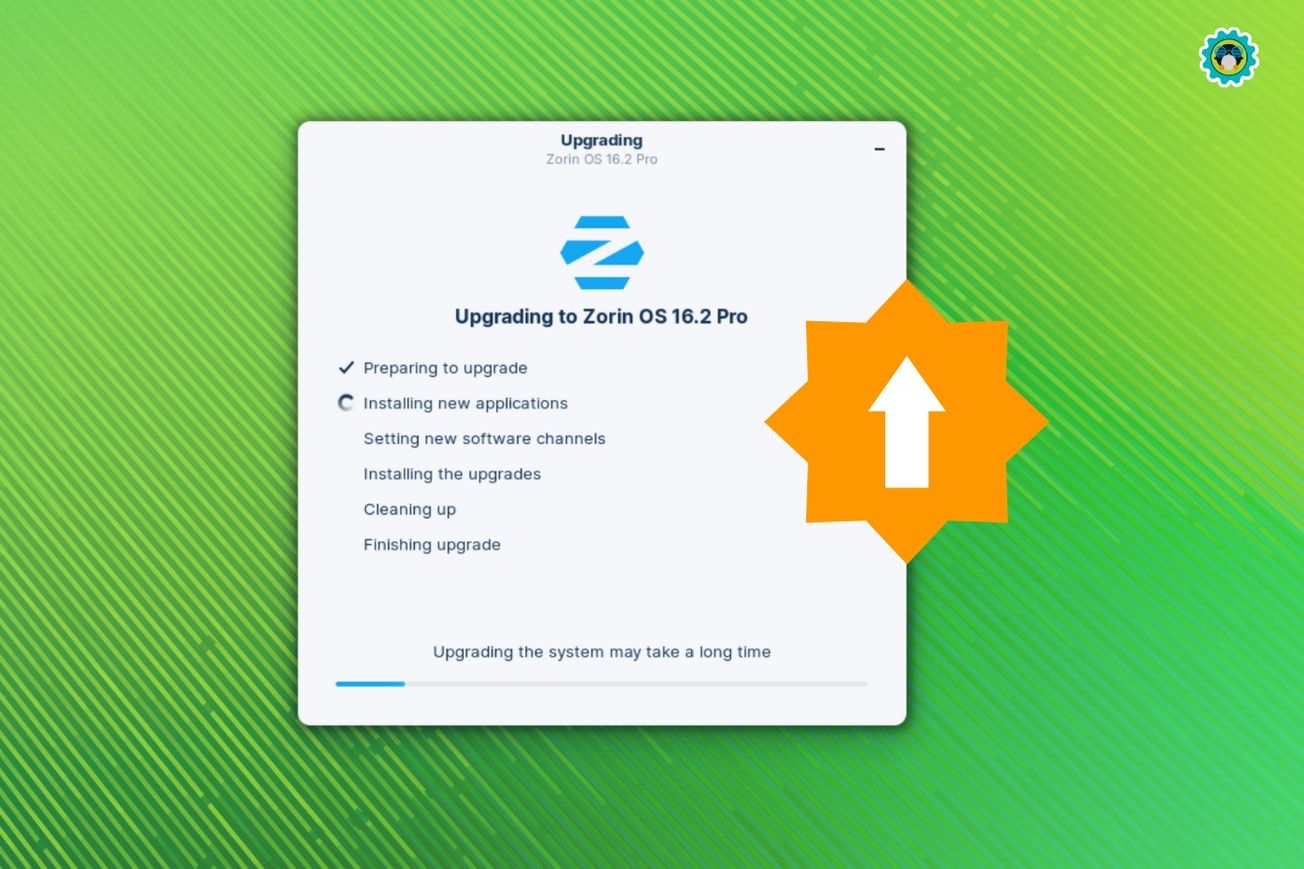 Upgrading
Zorin OS 16.2 Pro
Upgrading to Zorin OS 16.2 Pro
Preparing to upgrade
Installing new applications
Setting new software channels
Installing the upgrades
Cleaning up
Finishing upgrade
Upgrading the system may take a long time